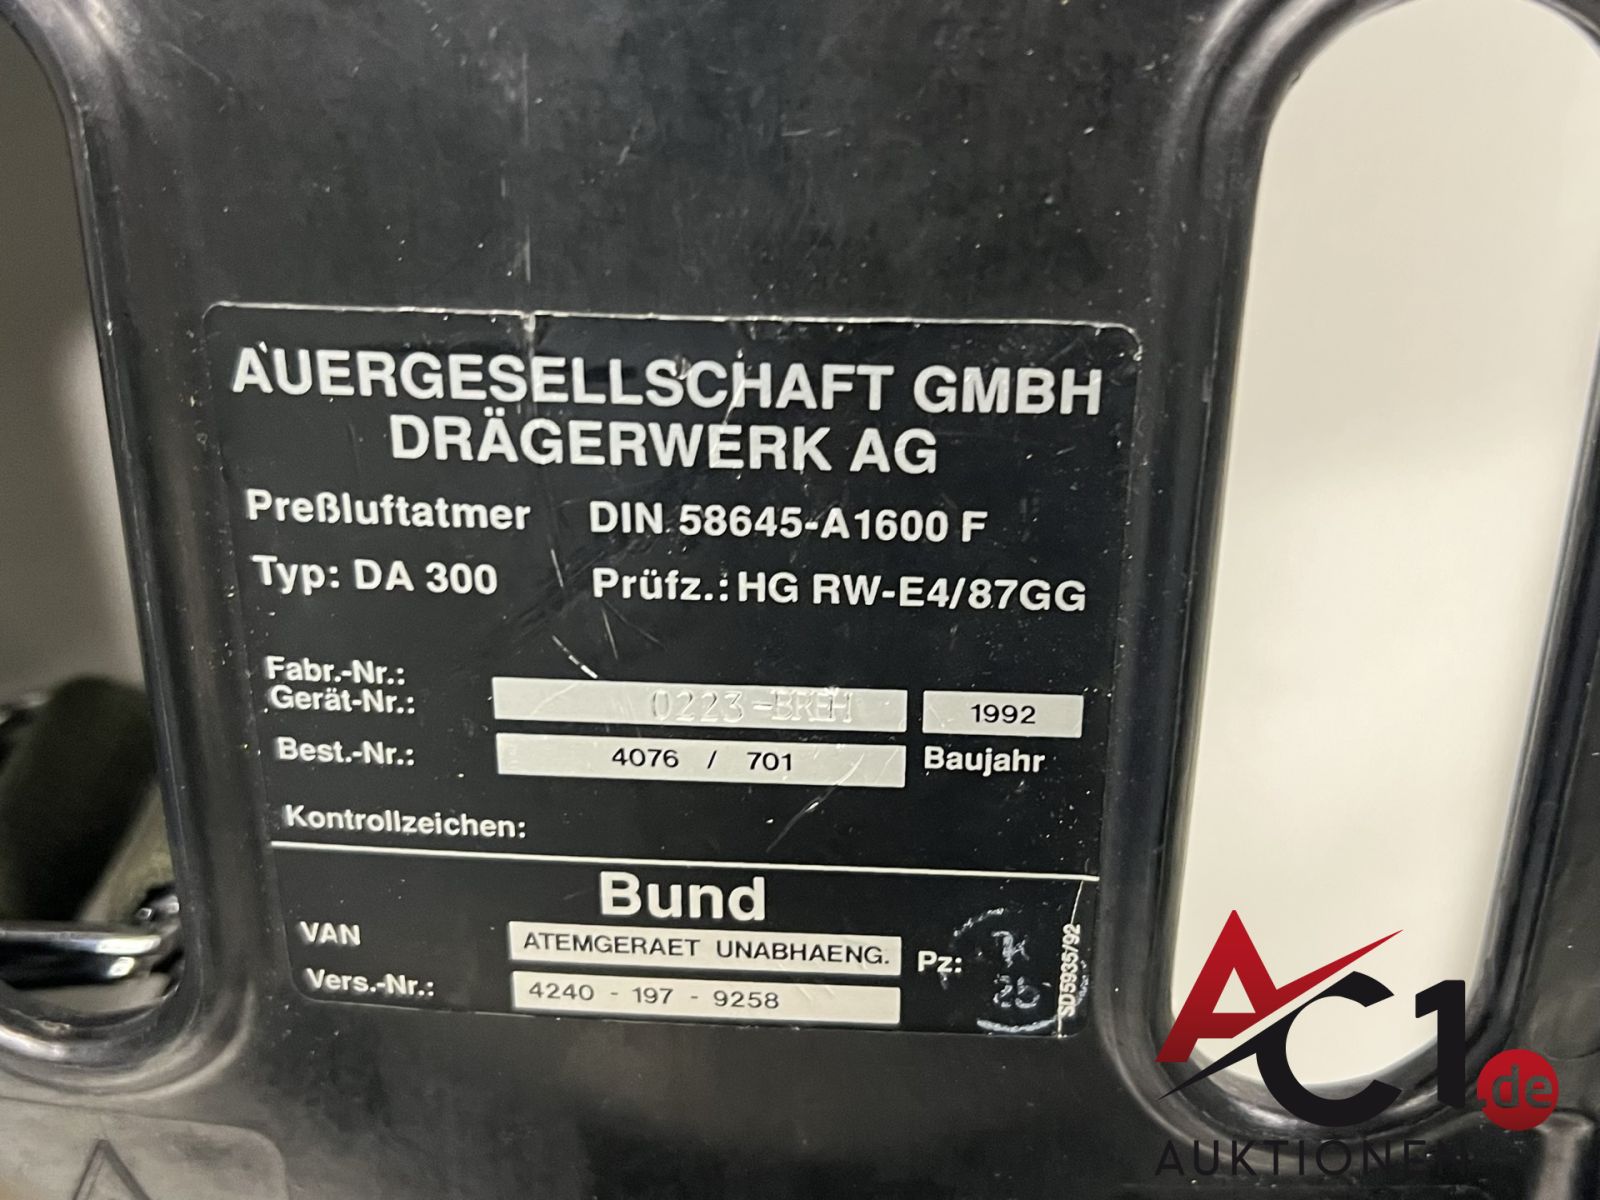 AUERGESELLSCHAFT GMBH
DRÄGERWERK AG
Preßluftatmer DIN 58645-A1600 F
Typ: DA 300 Prüfz.: HG RW-E4/87GG
Fabr.-Nr.:
Gerät-Nr.: 0223-BREH 1992
Best.-Nr.: 4076 / 701 Baujahr
Kontrollzeichen:
Bund
VAN ATEMGERAET UNABHAENG. Pz:
Vers.-Nr.: 4240 - 197 - 9258
SD5935/92
AC1.de
AUKTIONEN